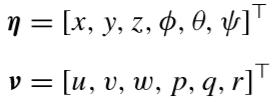 η = [x, y, z, ϕ, θ, ψ]⊤
ν = [u, v, w, p, q, r]⊤